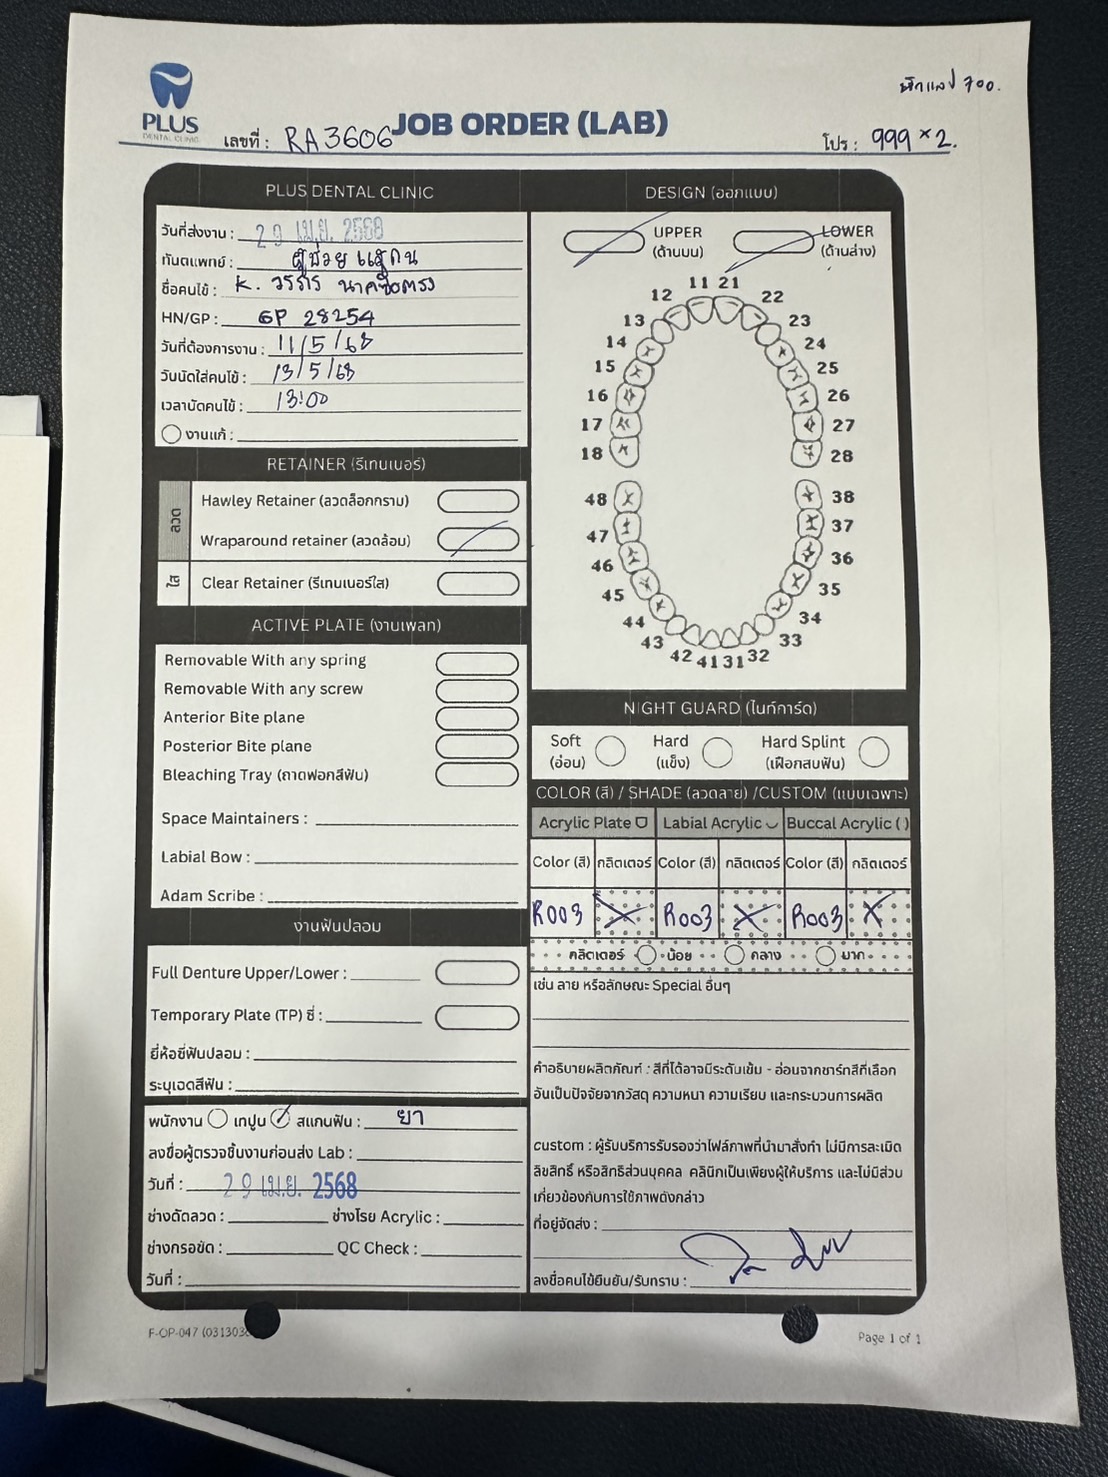 หักแลป 700.
PLUS
DENTAL CLINIC
เลขที่ : RA3606
JOB ORDER (LAB)
โปร : 999 × 2.
PLUS DENTAL CLINIC
วันที่ส่งงาน : 29 เม.ย. 2568
ทันตแพทย์ : ผู้ช่วยแสกน
ชื่อคนไข้ : K.
HN/GP : GP 28254
วันที่ต้องการงาน : 11/5/68
วันนัดใส่คนไข้ : 13/5/68
เวลานัดคนไข้ : 13:00
งานแก้ :
RETAINER (รีเทนเนอร์)
ลวด
Hawley Retainer (ลวดล็อกกราม)
Wraparound retainer (ลวดล้อม)
ใส
Clear Retainer (รีเทนเนอร์ใส)
ACTIVE PLATE (งานเพลท)
Removable With any spring
Removable With any screw
Anterior Bite plane
Posterior Bite plane
Bleaching Tray (ถาดฟอกสีฟัน)
Space Maintainers :
Labial Bow :
Adam Scribe :
งานฟันปลอม
Full Denture Upper/Lower :
Temporary Plate (TP) ซี่ :
ยี่ห้อซี่ฟันปลอม :
ระบุเฉดสีฟัน :
พนักงาน เทปูน สแกนฟัน : ยา
ลงชื่อผู้ตรวจชิ้นงานก่อนส่ง Lab :
วันที่ : 29 เม.ย. 2568
ช่างดัดลวด : ช่างโรย Acrylic :
ช่างกรอขัด : QC Check :
วันที่ :
DESIGN (ออกแบบ)
UPPER
(ด้านบน)
LOWER
(ด้านล่าง)
11 21
12 22
13 23
14 24
15 25
16 26
17 27
18 28
48 38
47 37
46 36
45 35
44 34
43 33
42 41 31 32
NIGHT GUARD (ไนท์การ์ด)
Soft
(อ่อน)
Hard
(แข็ง)
Hard Splint
(เฝือกสบฟัน)
COLOR (สี) / SHADE (ลวดลาย) /CUSTOM (แบบเฉพาะ)
Acrylic Plate Labial Acrylic Buccal Acrylic ( )
Color (สี) กลิตเตอร์ Color (สี) กลิตเตอร์ Color (สี) กลิตเตอร์
R003 R003 R003
กลิตเตอร์ น้อย กลาง มาก
เช่น ลาย หรือลักษณะ Special อื่นๆ
คำอธิบายผลิตภัณฑ์ : สีที่ได้อาจมีระดับเข้ม - อ่อนจากชาร์ทสีที่เลือก
อันเป็นปัจจัยจากวัสดุ ความหนา ความเรียบ และกระบวนการผลิต
custom : ผู้รับบริการรับรองว่าไฟล์ภาพที่นำมาสั่งทำ ไม่มีการละเมิด
ลิขสิทธิ์ หรือสิทธิส่วนบุคคล คลินิกเป็นเพียงผู้ให้บริการ และไม่มีส่วน
เกี่ยวข้องกับการใช้ภาพดังกล่าว
ที่อยู่จัดส่ง :
ลงชื่อคนไข้ยืนยัน/รับทราบ :
F-OP-047
Page 1 of 1